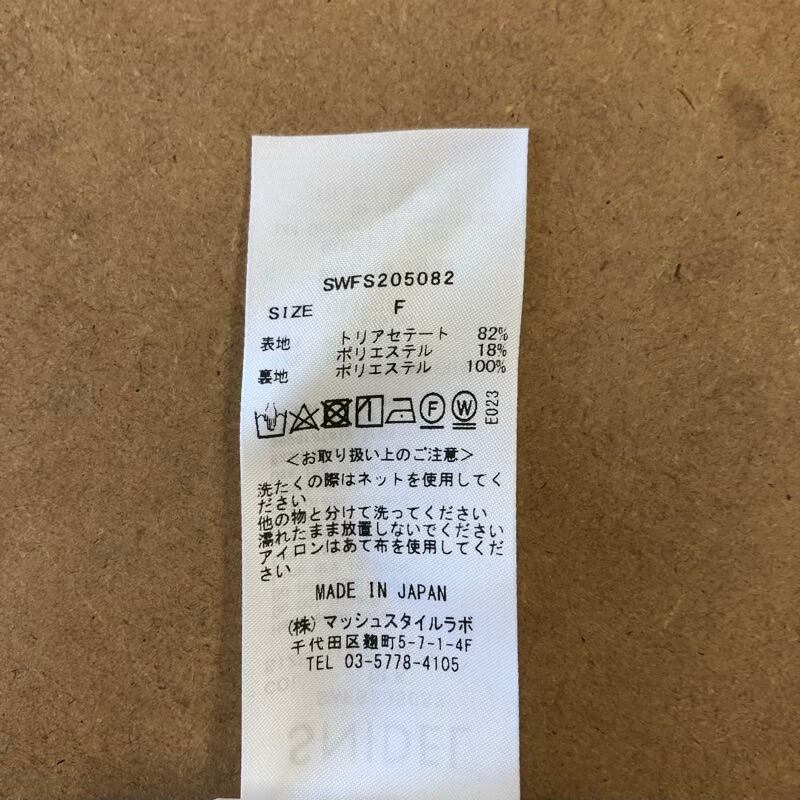 SWFS205082
SIZE F
表地 トリアセテート 82%
ポリエステル 18%
裏地 ポリエステル 100%
F W E023
<お取り扱い上のご注意>
洗たくの際はネットを使用してく
ださい
他の物と分けて洗ってください
濡れたまま放置しないでください
アイロンはあて布を使用してくだ
さい
MADE IN JAPAN
(株)マッシュスタイルラボ
千代田区麹町5-7-1-4F
TEL 03-5778-4105
SNIDEL